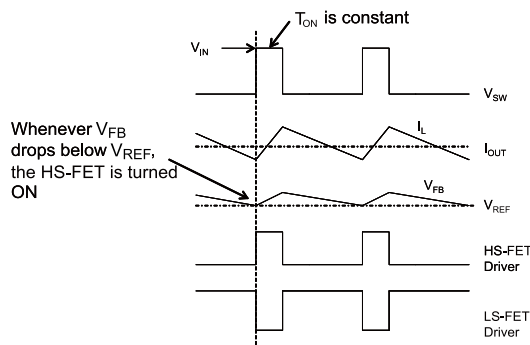 TON is constant
VIN
VSW
Whenever VFB
drops below VREF,
the HS-FET is turned
ON
IL
IOUT
VFB
VREF
HS-FET
Driver
LS-FET
Driver